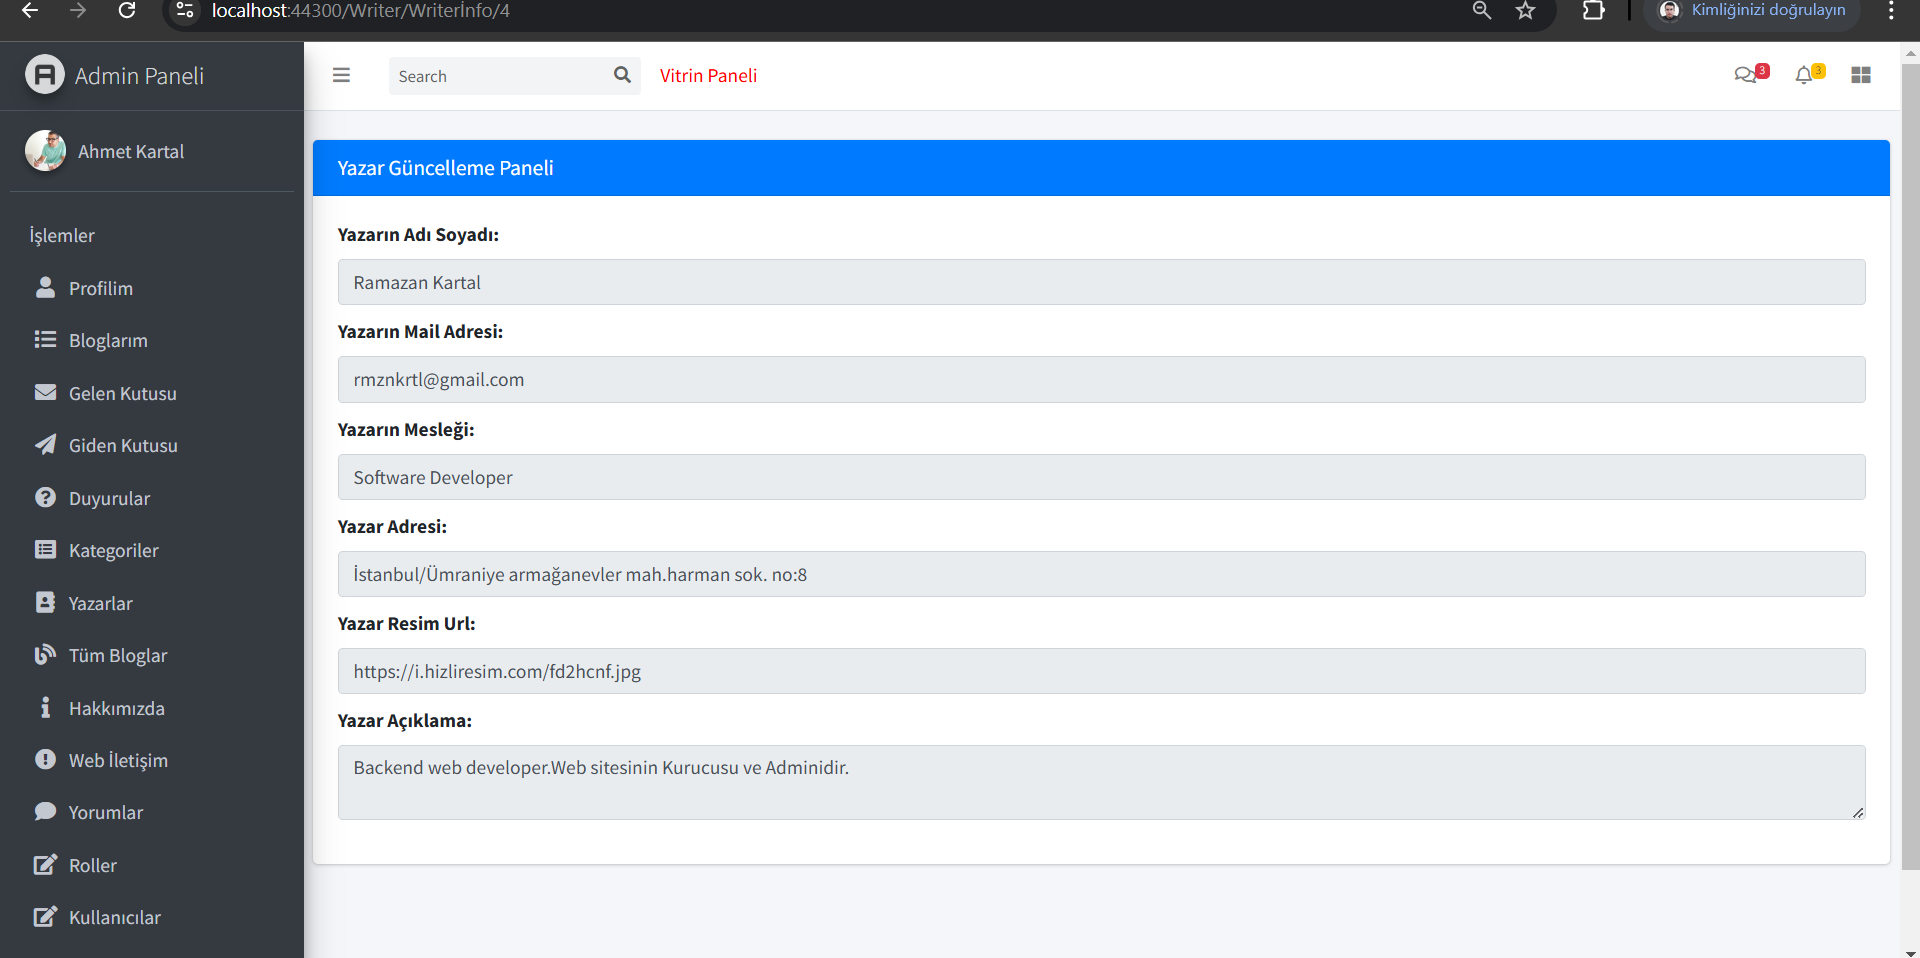 localhost:44300/Writer/Writerİnfo/4
Kimliğinizi doğrulayın
Admin Paneli
Search
Vitrin Paneli
3
3
Ahmet Kartal
İşlemler
Profilim
Bloglarım
Gelen Kutusu
Giden Kutusu
Duyurular
Kategoriler
Yazarlar
Tüm Bloglar
Hakkımızda
Web İletişim
Yorumlar
Roller
Kullanıcılar
Yazar Güncelleme Paneli
Yazarın Adı Soyadı:
Ramazan Kartal
Yazarın Mail Adresi:
rmznkrtl@gmail.com
Yazarın Mesleği:
Software Developer
Yazar Adresi:
İstanbul/Ümraniye armağanevler mah.harman sok. no:8
Yazar Resim Url:
https://i.hizliresim.com/fd2hcnf.jpg
Yazar Açıklama:
Backend web developer.Web sitesinin Kurucusu ve Adminidir.